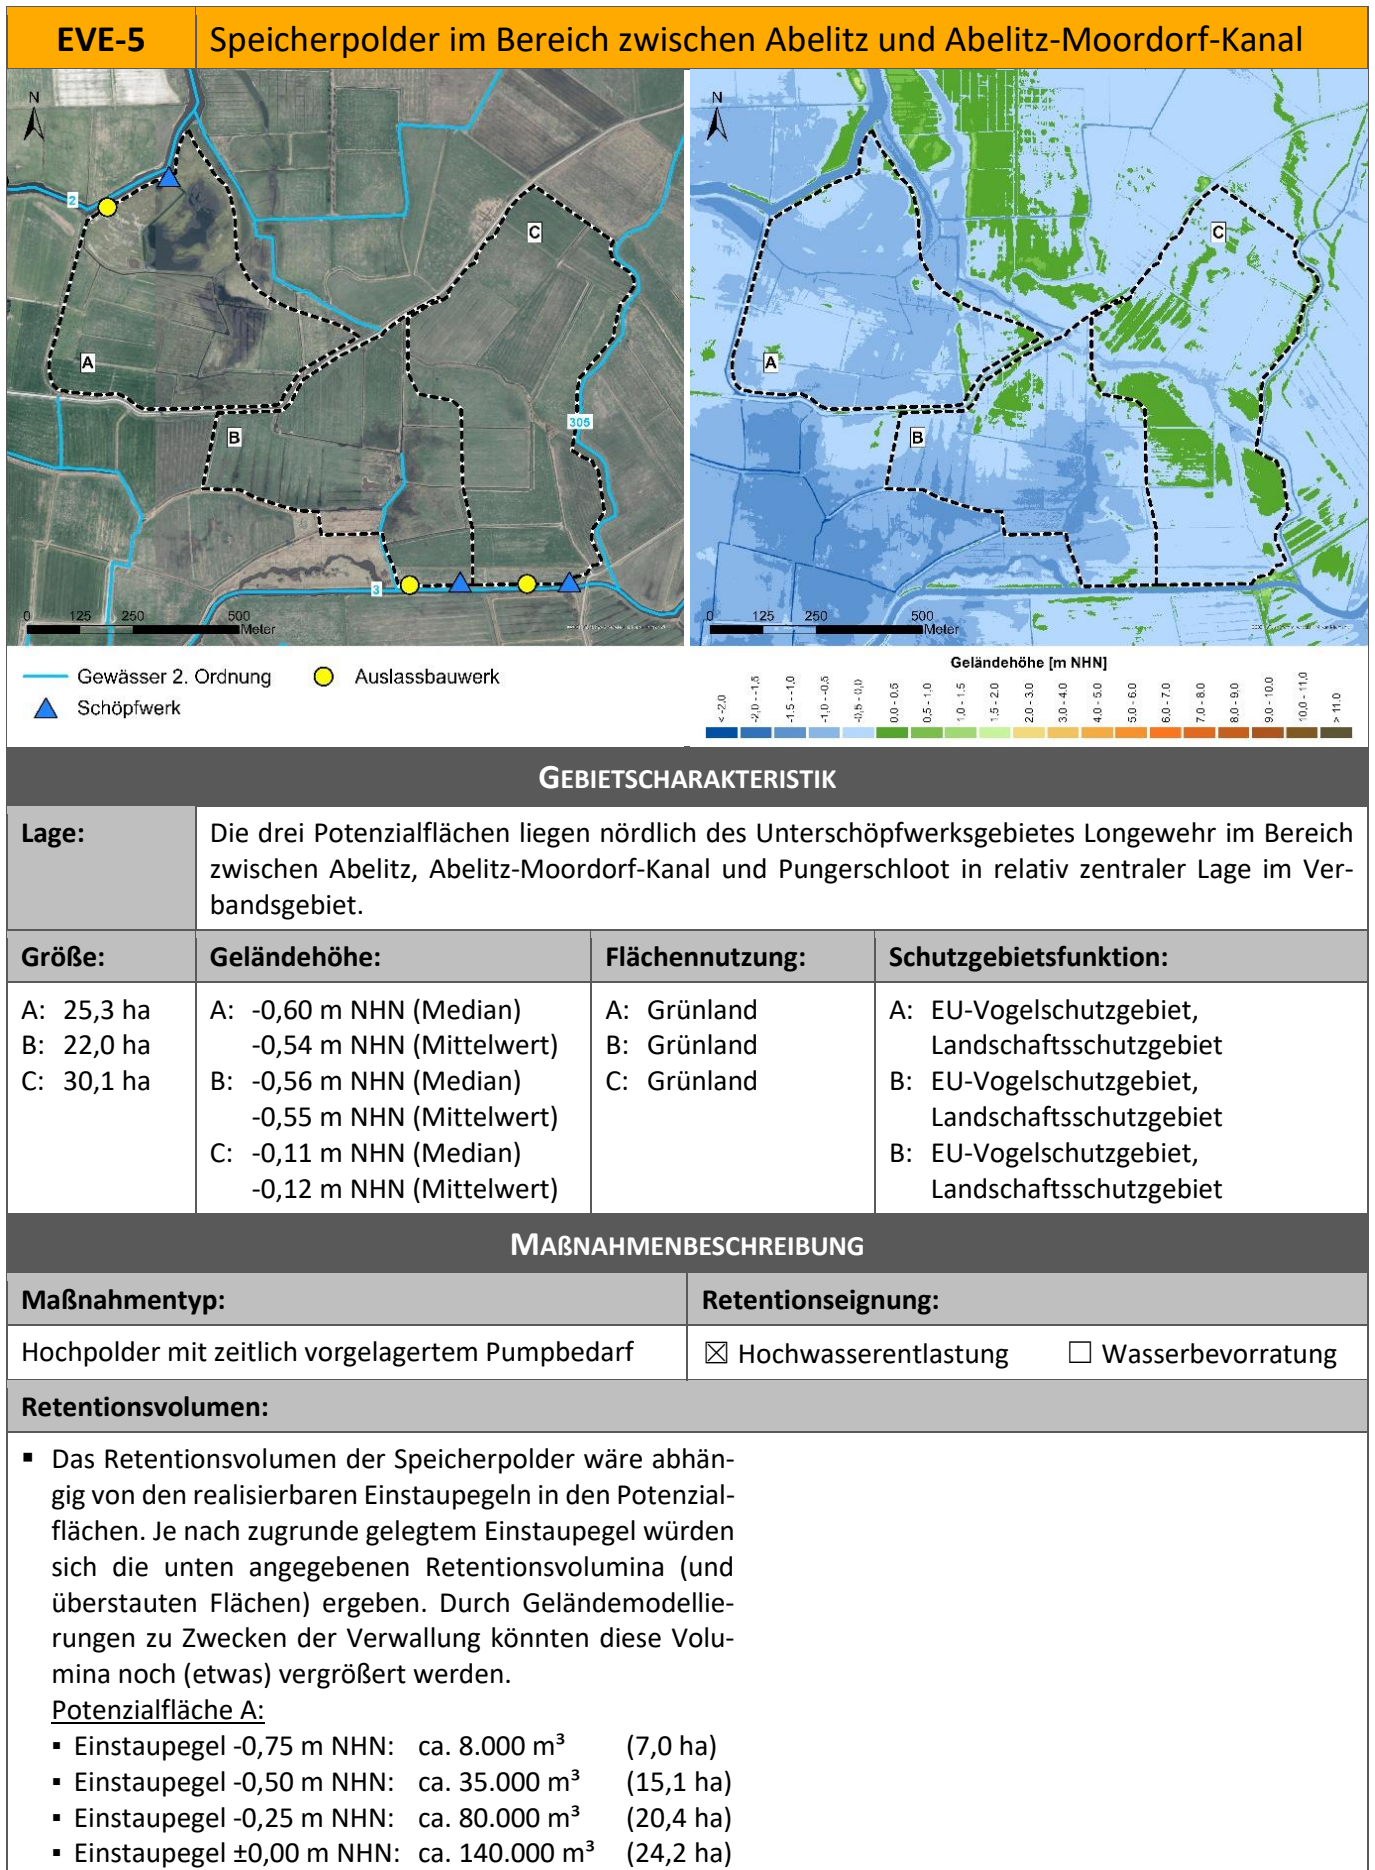 EVE-5 Speicherpolder im Bereich zwischen Abelitz und Abelitz-Moordorf-Kanal
N
2
C
A
B
305
3
0 125 250 500
Meter
N
C
A
B
0 125 250 500
Meter
Gewässer 2. Ordnung Auslassbauwerk
Schöpfwerk
Geländehöhe [m NHN]
< -2,0 -2,0 - -1,5 -1,5 - -1,0 -1,0 - -0,5 -0,5 - 0,0 0,0 - 0,5 0,5 - 1,0 1,0 - 1,5 1,5 - 2,0 2,0 - 3,0 3,0 - 4,0 4,0 - 5,0 5,0 - 6,0 6,0 - 7,0 7,0 - 8,0 8,0 - 9,0 9,0 - 10,0 10,0 - 11,0 > 11,0
GEBIETSCHARAKTERISTIK
Lage: Die drei Potenzialflächen liegen nördlich des Unterschöpfwerksgebietes Longewehr im Bereich
zwischen Abelitz, Abelitz-Moordorf-Kanal und Pungerschloot in relativ zentraler Lage im Ver-
bandsgebiet.
Größe: Geländehöhe: Flächennutzung: Schutzgebietsfunktion:
A: 25,3 ha A: -0,60 m NHN (Median) A: Grünland A: EU-Vogelschutzgebiet,
B: 22,0 ha -0,54 m NHN (Mittelwert) B: Grünland Landschaftsschutzgebiet
C: 30,1 ha B: -0,56 m NHN (Median) C: Grünland B: EU-Vogelschutzgebiet,
-0,55 m NHN (Mittelwert) Landschaftsschutzgebiet
C: -0,11 m NHN (Median) B: EU-Vogelschutzgebiet,
-0,12 m NHN (Mittelwert) Landschaftsschutzgebiet
MAßNAHMENBESCHREIBUNG
Maßnahmentyp: Retentionseignung:
Hochpolder mit zeitlich vorgelagertem Pumpbedarf ☒ Hochwasserentlastung ☐ Wasserbevorratung
Retentionsvolumen:
▪ Das Retentionsvolumen der Speicherpolder wäre abhän-
gig von den realisierbaren Einstaupegeln in den Potenzial-
flächen. Je nach zugrunde gelegtem Einstaupegel würden
sich die unten angegebenen Retentionsvolumina (und
überstauten Flächen) ergeben. Durch Geländemodellie-
rungen zu Zwecken der Verwallung könnten diese Volu-
mina noch (etwas) vergrößert werden.
Potenzialfläche A:
▪ Einstaupegel -0,75 m NHN: ca. 8.000 m³ (7,0 ha)
▪ Einstaupegel -0,50 m NHN: ca. 35.000 m³ (15,1 ha)
▪ Einstaupegel -0,25 m NHN: ca. 80.000 m³ (20,4 ha)
▪ Einstaupegel ±0,00 m NHN: ca. 140.000 m³ (24,2 ha)